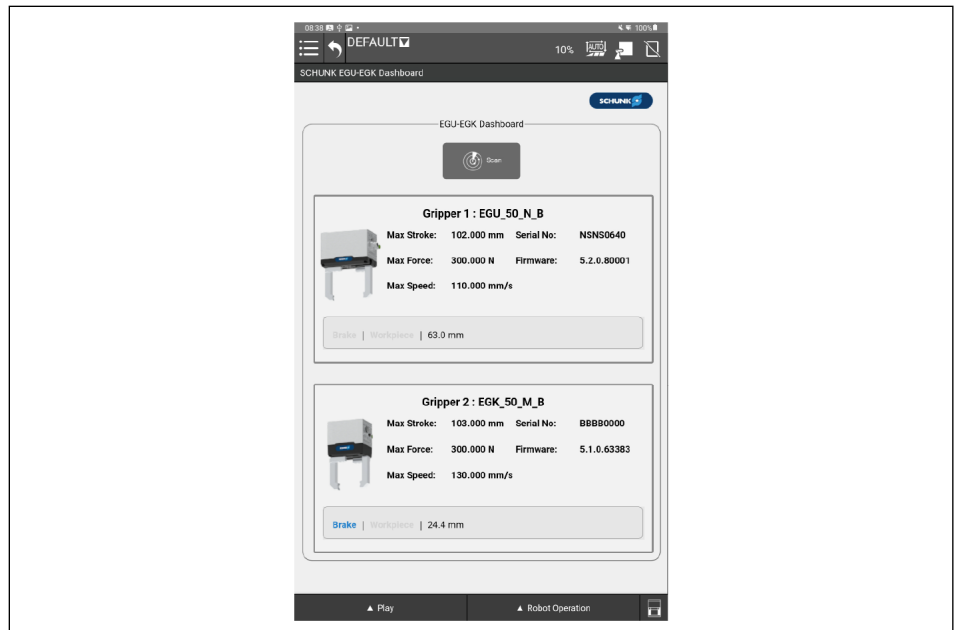 08:38
100%
DEFAULT
10% AUTO
SCHUNK EGU-EGK Dashboard
SCHUNK
EGU-EGK Dashboard
Scan
Gripper 1 : EGU_50_N_B
Max Stroke: 102.000 mm Serial No: NSNS0640
Max Force: 300.000 N Firmware: 5.2.0.80001
Max Speed: 110.000 mm/s
Brake | Workpiece | 63.0 mm
Gripper 2 : EGK_50_M_B
Max Stroke: 103.000 mm Serial No: BBBB0000
Max Force: 300.000 N Firmware: 5.1.0.63383
Max Speed: 130.000 mm/s
Brake | Workpiece | 24.4 mm
▲ Play ▲ Robot Operation